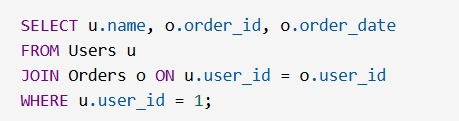 SELECT u.name, o.order_id, o.order_date
FROM Users u
JOIN Orders o ON u.user_id = o.user_id
WHERE u.user_id = 1;